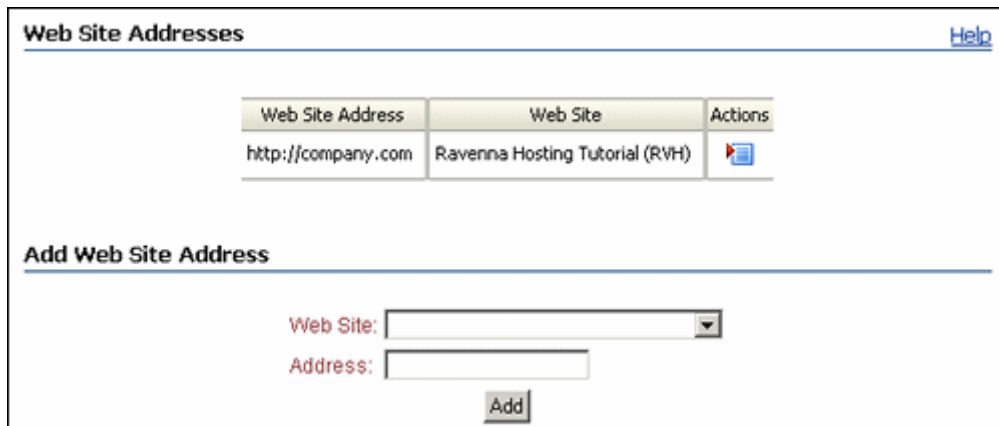 Web Site Addresses Help
Web Site Address Web Site Actions
http://company.com Ravenna Hosting Tutorial (RVH)
Add Web Site Address
Web Site:
Address:
Add